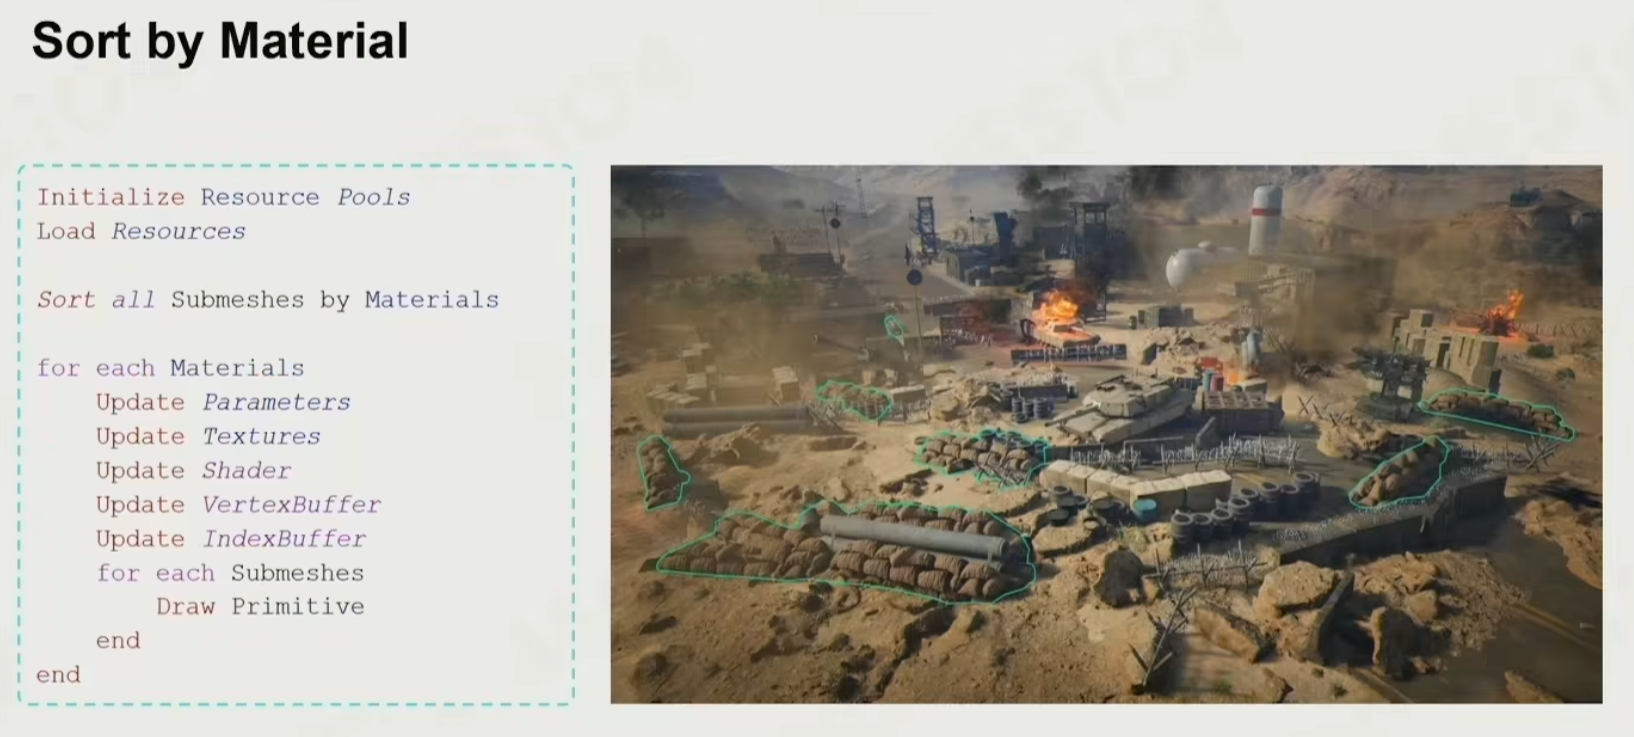 Sort by Material
Initialize Resource Pools
Load Resources
Sort all Submeshes by Materials
for each Materials
Update Parameters
Update Textures
Update Shader
Update VertexBuffer
Update IndexBuffer
for each Submeshes
Draw Primitive
end
end